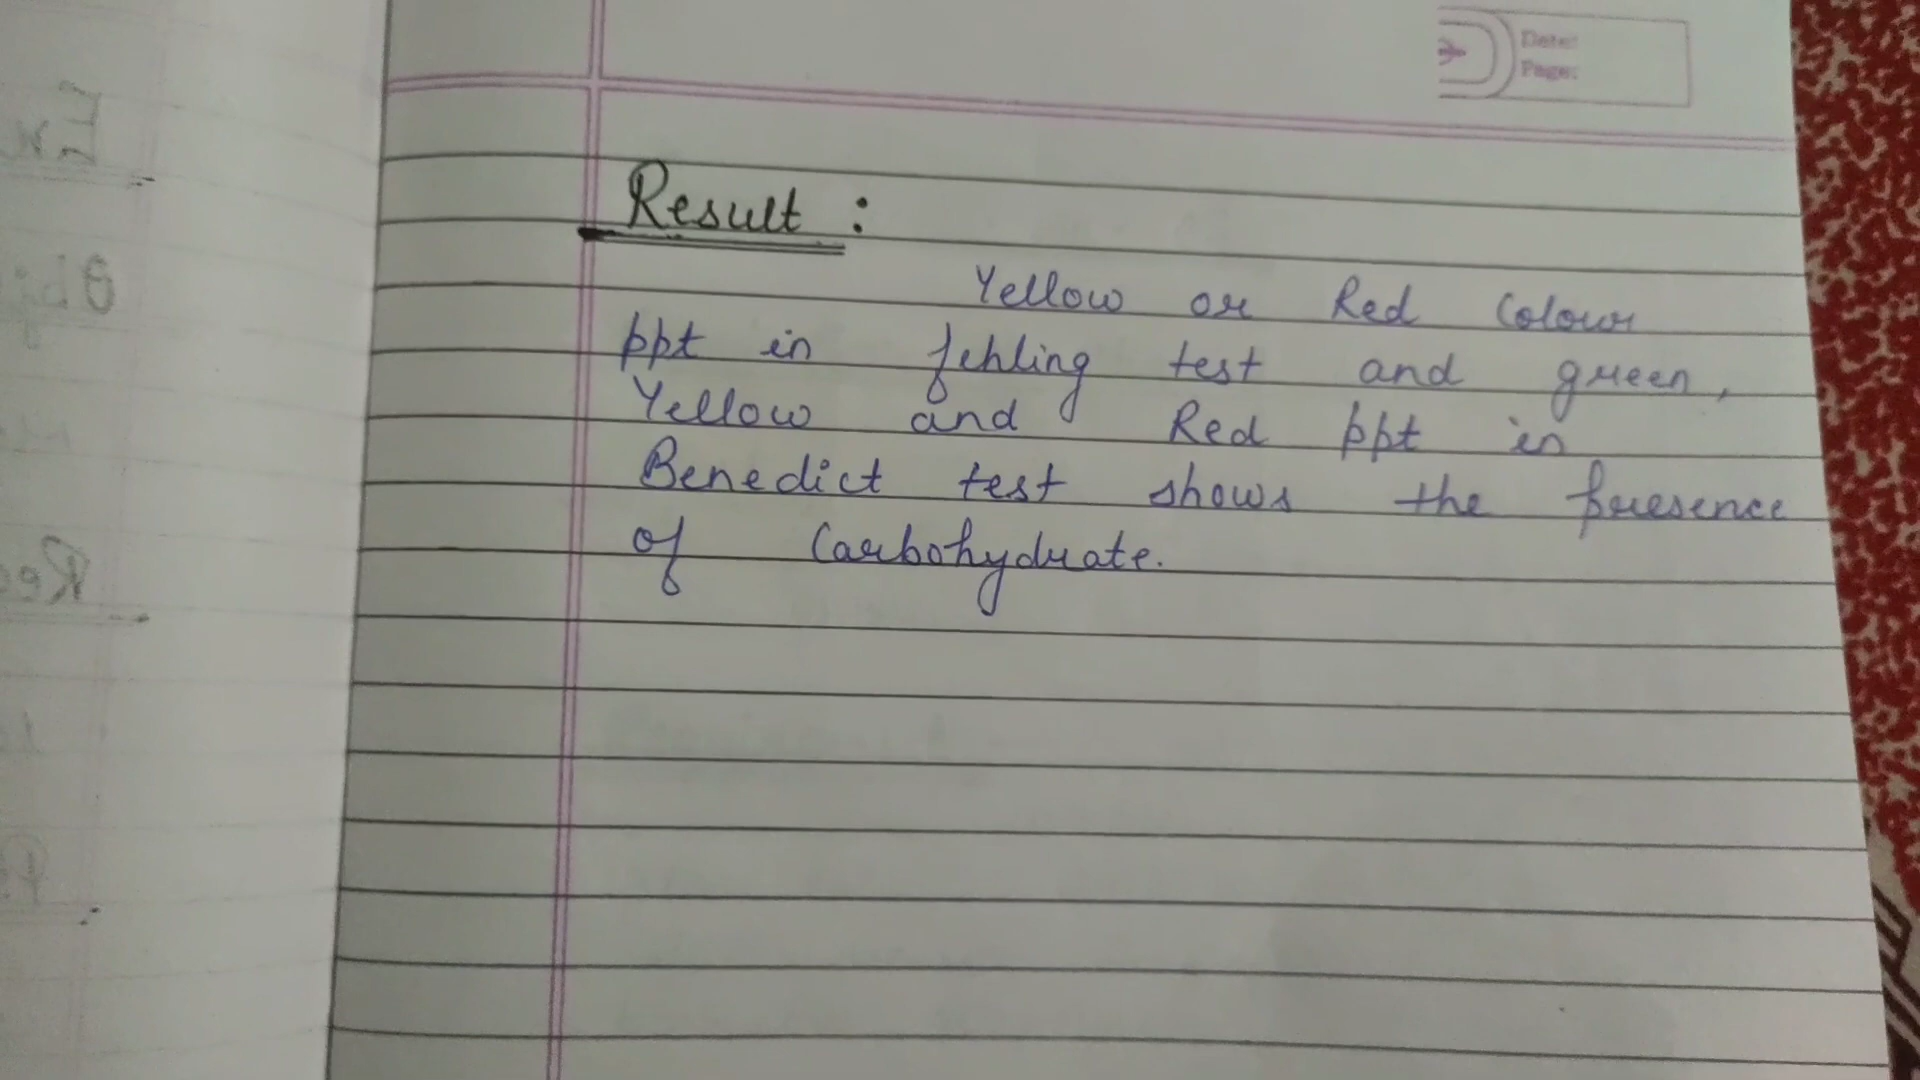 Date:
Page:
Result :
Yellow or Red Colour
ppt in fehling test and green,
Yellow and Red ppt in
Benedict test shows the presence
of Carbohydrate.